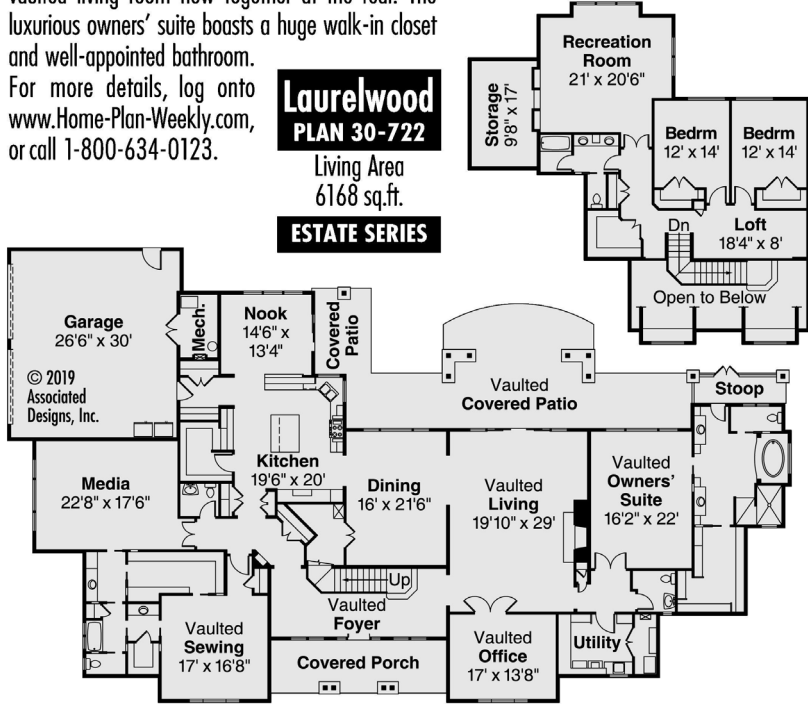 luxurious owners' suite boasts a huge walk-in closet
and well-appointed bathroom.
For more details, log onto
www.Home-Plan-Weekly.com,
or call 1-800-634-0123.
Laurelwood
PLAN 30-722
Living Area
6168 sq.ft.
ESTATE SERIES
Recreation
Room
21' x 20'6"
Storage
9'8" x 17'
Bedrm
12' x 14'
Bedrm
12' x 14'
Dn
Loft
18'4" x 8'
Open to Below
Garage
26'6" x 30'
© 2019
Associated
Designs, Inc.
Mech.
Nook
14'6" x
13'4"
Covered
Patio
Vaulted
Covered Patio
Stoop
Media
22'8" x 17'6"
Kitchen
19'6" x 20'
Dining
16' x 21'6"
Vaulted
Living
19'10" x 29'
Vaulted
Owners'
Suite
16'2" x 22'
Up
Vaulted
Foyer
Vaulted
Sewing
17' x 16'8"
Covered Porch
Vaulted
Office
17' x 13'8"
Utility